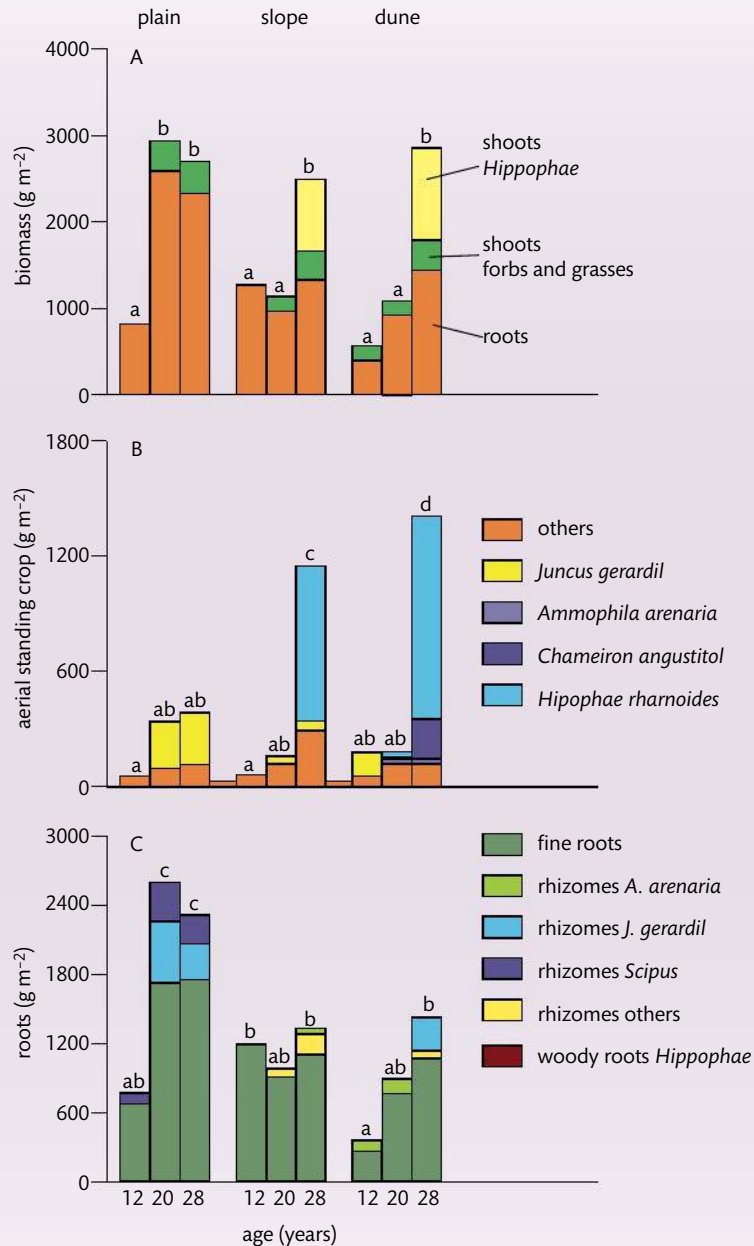 plain slope dune
A
4000
3000
2000
1000
0
biomass (g m⁻²)
a b b
a a b
a a b
shoots
Hippophae
shoots
forbs and grasses
roots
B
1800
1200
600
0
aerial standing crop (g m⁻²)
a ab ab
a ab c
ab ab d
others
Juncus gerardil
Ammophila arenaria
Chameiron angustitol
Hipophae rharnoides
C
3000
2400
1800
1200
600
0
roots (g m⁻²)
ab c c
b ab b
a ab b
fine roots
rhizomes A. arenaria
rhizomes J. gerardil
rhizomes Scipus
rhizomes others
woody roots Hippophae
12 20 28 12 20 28 12 20 28
age (years)